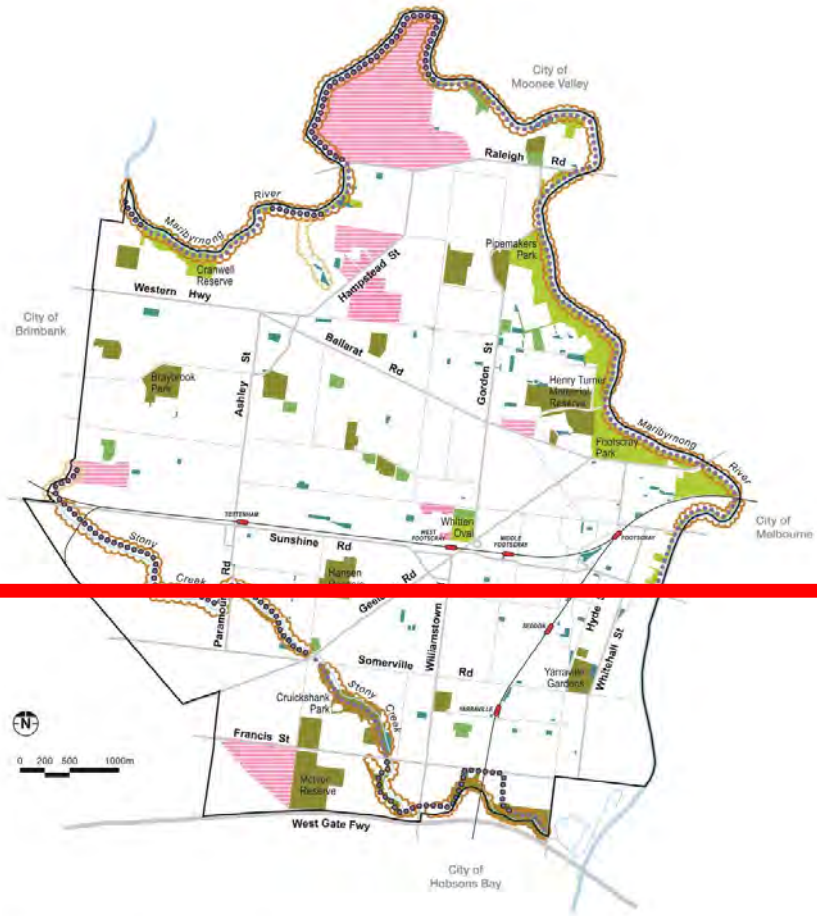 City of
Moonee Valley
Raleigh Rd
Maribyrnong River
Pipemakers
Park
Cranwell
Reserve
Hampstead St
Western Hwy
City of
Brimbank
Ballarat Rd
Gordon St
Ashley St
Braybrook
Park
Henry Turner
Memorial
Reserve
Maribyrnong River
Footscray
Park
TOTTENHAM
Whitten
Oval
WEST
FOOTSCRAY
MIDDLE
FOOTSCRAY
FOOTSCRAY
City of
Melbourne
Stony Creek
Sunshine Rd
Hansen
Rd
Hyde
Whitehall St
SEDDON
Williamstown
Somerville Rd
Yarraville
Gardens
Stony Creek
Cruickshank
Park
YARRAVILLE
N
Francis St
0 200 500 1000m
McIvor
Reserve
West Gate Fwy
City of
Hobsons Bay